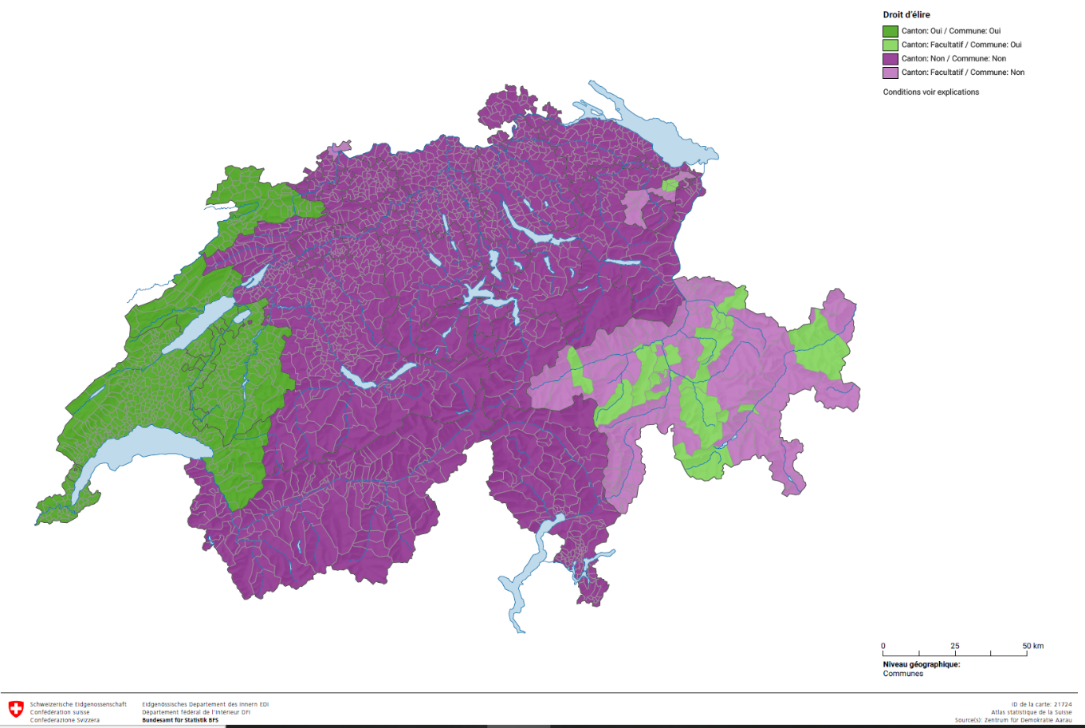 Droit d'élire
Canton: Oui / Commune: Oui
Canton: Facultatif / Commune: Oui
Canton: Non / Commune: Non
Canton: Facultatif / Commune: Non
Conditions voir explications
0 25 50 km
Niveau géographique:
Communes
Schweizerische Eidgenossenschaft
Confédération suisse
Confederazione Svizzera
Eidgenössisches Departement des Innern EDI
Département fédéral de l'intérieur DFI
Bundesamt für Statistik BFS
ID de la carte: 21724
Atlas statistique de la Suisse
Source(s): Zentrum für Demokratie Aarau